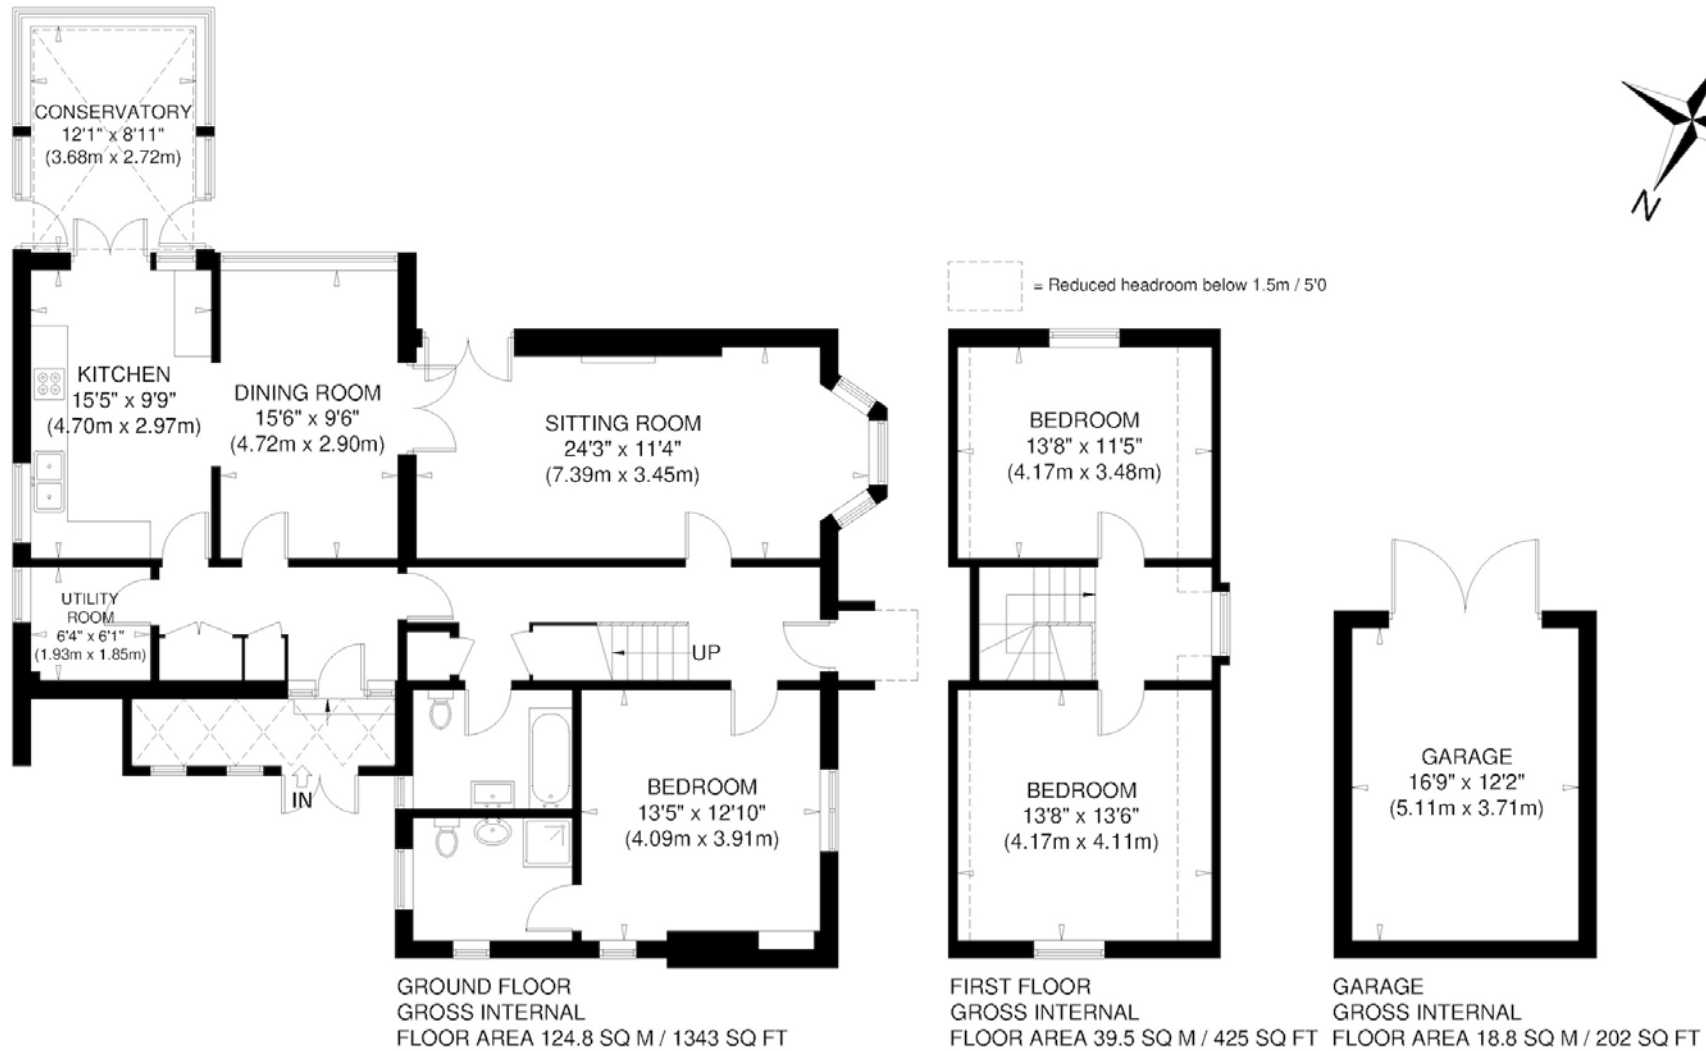 CONSERVATORY
12'1" x 8'11"
(3.68m x 2.72m)
N
= Reduced headroom below 1.5m / 5'0
KITCHEN
15'5" x 9'9"
(4.70m x 2.97m)
DINING ROOM
15'6" x 9'6"
(4.72m x 2.90m)
SITTING ROOM
24'3" x 11'4"
(7.39m x 3.45m)
BEDROOM
13'8" x 11'5"
(4.17m x 3.48m)
UTILITY
ROOM
6'4" x 6'1"
(1.93m x 1.85m)
UP
IN
BEDROOM
13'5" x 12'10"
(4.09m x 3.91m)
BEDROOM
13'8" x 13'6"
(4.17m x 4.11m)
GARAGE
16'9" x 12'2"
(5.11m x 3.71m)
GROUND FLOOR
GROSS INTERNAL
FLOOR AREA 124.8 SQ M / 1343 SQ FT
FIRST FLOOR
GROSS INTERNAL
FLOOR AREA 39.5 SQ M / 425 SQ FT
GARAGE
GROSS INTERNAL
FLOOR AREA 18.8 SQ M / 202 SQ FT